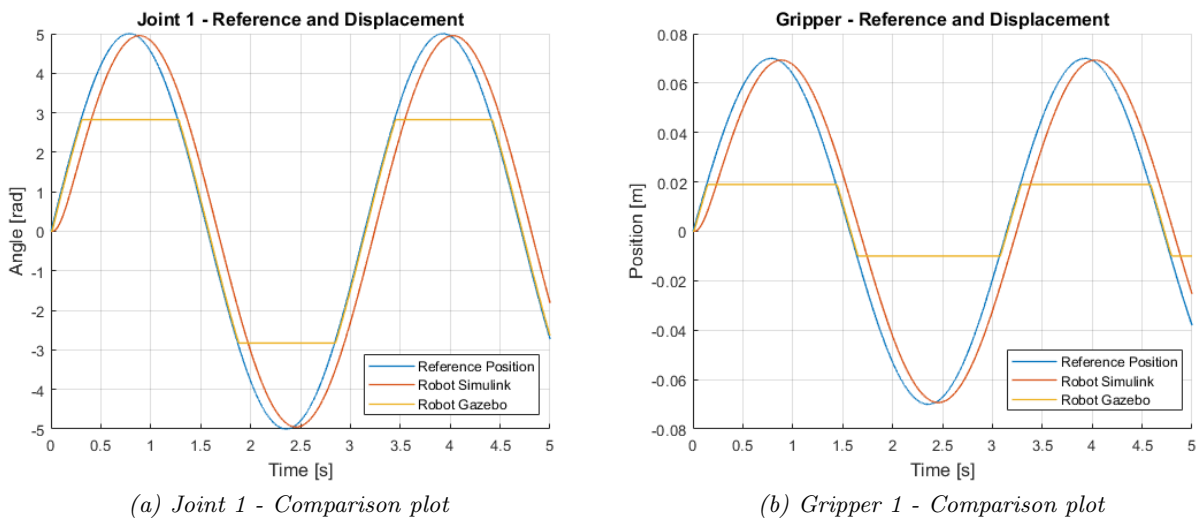 Joint 1 - Reference and Displacement
5
4
3
2
1
0
-1
-2
-3
-4
-5
Angle [rad]
0 0.5 1 1.5 2 2.5 3 3.5 4 4.5 5
Time [s]
Reference Position
Robot Simulink
Robot Gazebo
(a) Joint 1 - Comparison plot
Gripper - Reference and Displacement
0.08
0.06
0.04
0.02
0
-0.02
-0.04
-0.06
-0.08
Position [m]
0 0.5 1 1.5 2 2.5 3 3.5 4 4.5 5
Time [s]
Reference Position
Robot Simulink
Robot Gazebo
(b) Gripper 1 - Comparison plot